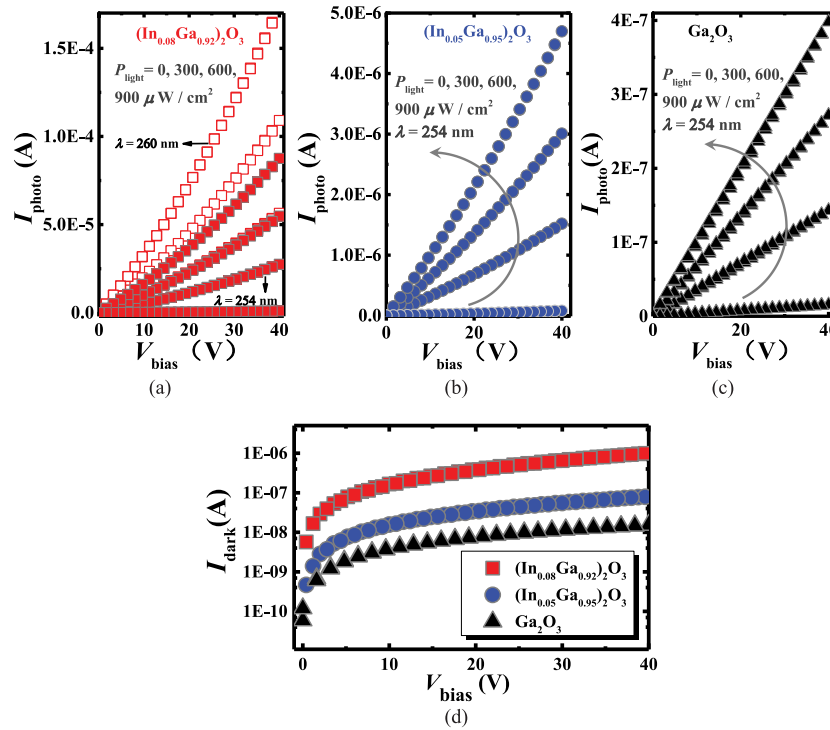 (In0.08Ga0.92)2O3
Plight = 0, 300, 600,
900 μ W / cm2
λ = 260 nm
λ = 254 nm
1.5E-4
1.0E-4
5.0E-5
0.0
Iphoto (A)
0 10 20 30 40
Vbias (V)
(a)
(In0.05Ga0.95)2O3
Plight = 0, 300, 600,
900 μ W / cm2
λ = 254 nm
5.0E-6
4.0E-6
3.0E-6
2.0E-6
1.0E-6
0.0
Iphoto (A)
0 10 20 30 40
Vbias (V)
(b)
Ga2O3
Plight = 0, 300, 600,
900 μ W / cm2
λ = 254 nm
4E-7
3E-7
2E-7
1E-7
0
Iphoto (A)
0 20 40
Vbias (V)
(c)
1E-06
1E-07
1E-08
1E-09
1E-10
Idark (A)
(In0.08Ga0.92)2O3
(In0.05Ga0.95)2O3
Ga2O3
0 10 20 30 40
Vbias (V)
(d)